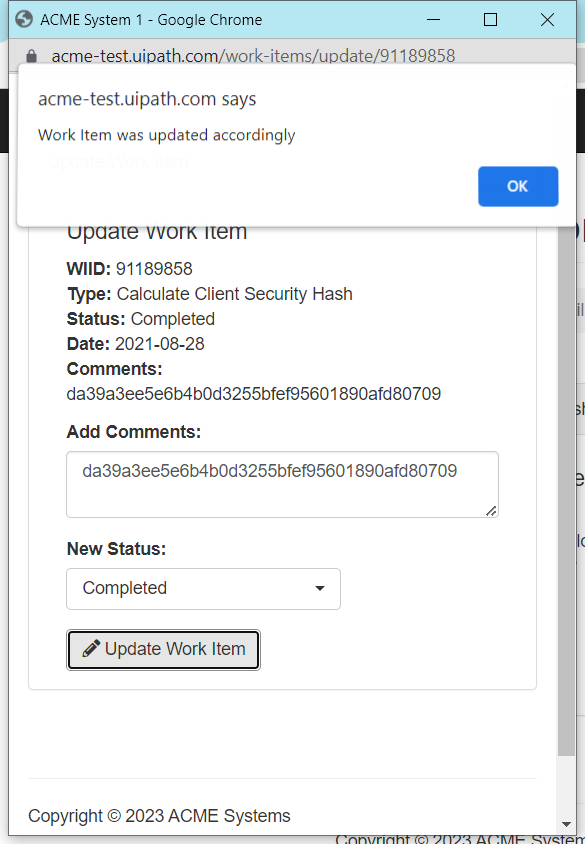 ACME System 1 - Google Chrome
acme-test.uipath.com/work-items/update/91189858
acme-test.uipath.com says
Work Item was updated accordingly
OK
Update Work Item
WIID: 91189858
Type: Calculate Client Security Hash
Status: Completed
Date: 2021-08-28
Comments:
da39a3ee5e6b4b0d3255bfef95601890afd80709
Add Comments:
da39a3ee5e6b4b0d3255bfef95601890afd80709
New Status:
Completed
Update Work Item
Copyright © 2023 ACME Systems
Copyright © 2023 ACME System